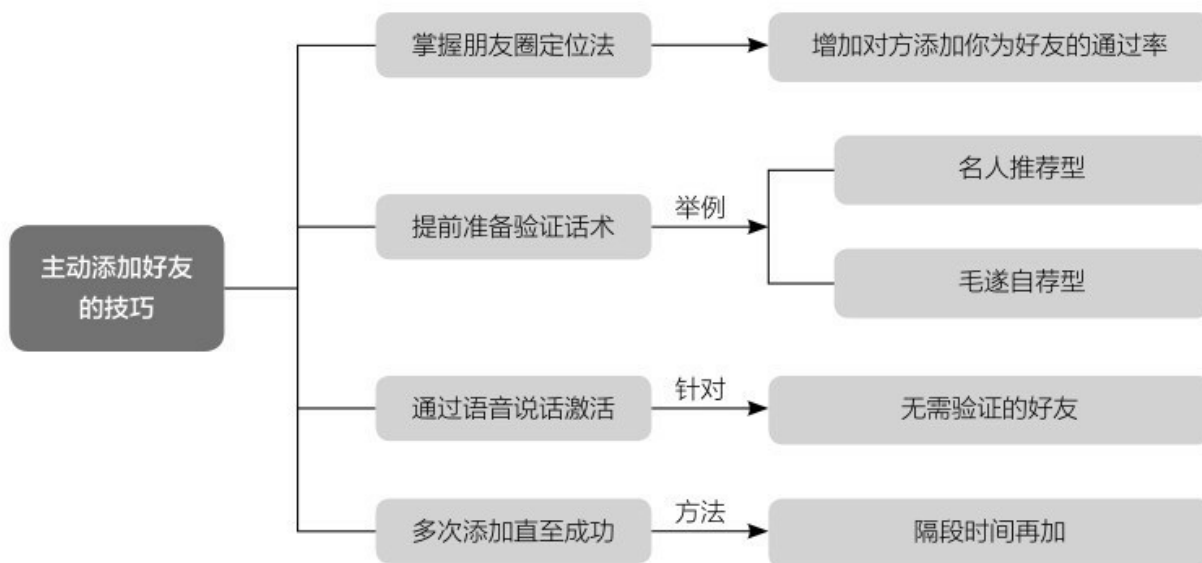 主动添加好友
的技巧
掌握朋友圈定位法
增加对方添加你为好友的通过率
提前准备验证话术
举例
名人推荐型
毛遂自荐型
通过语音说话激活
针对
无需验证的好友
多次添加直至成功
方法
隔段时间再加